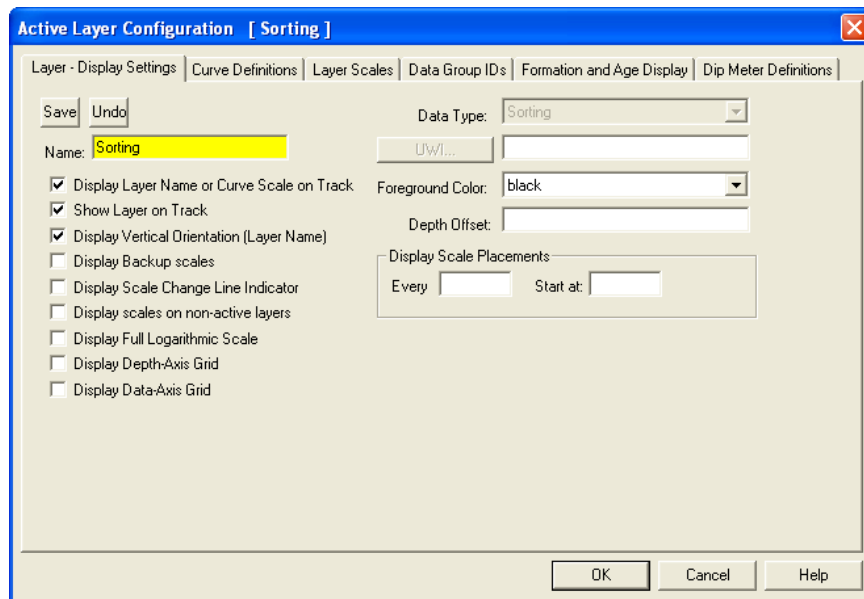 Active Layer Configuration [ Sorting ]
Layer - Display Settings Curve Definitions Layer Scales Data Group IDs Formation and Age Display Dip Meter Definitions
Save Undo
Name: Sorting
Display Layer Name or Curve Scale on Track
Show Layer on Track
Display Vertical Orientation (Layer Name)
Display Backup scales
Display Scale Change Line Indicator
Display scales on non-active layers
Display Full Logarithmic Scale
Display Depth-Axis Grid
Display Data-Axis Grid
Data Type: Sorting
UWI...
Foreground Color: black
Depth Offset:
Display Scale Placements
Every Start at:
OK Cancel Help